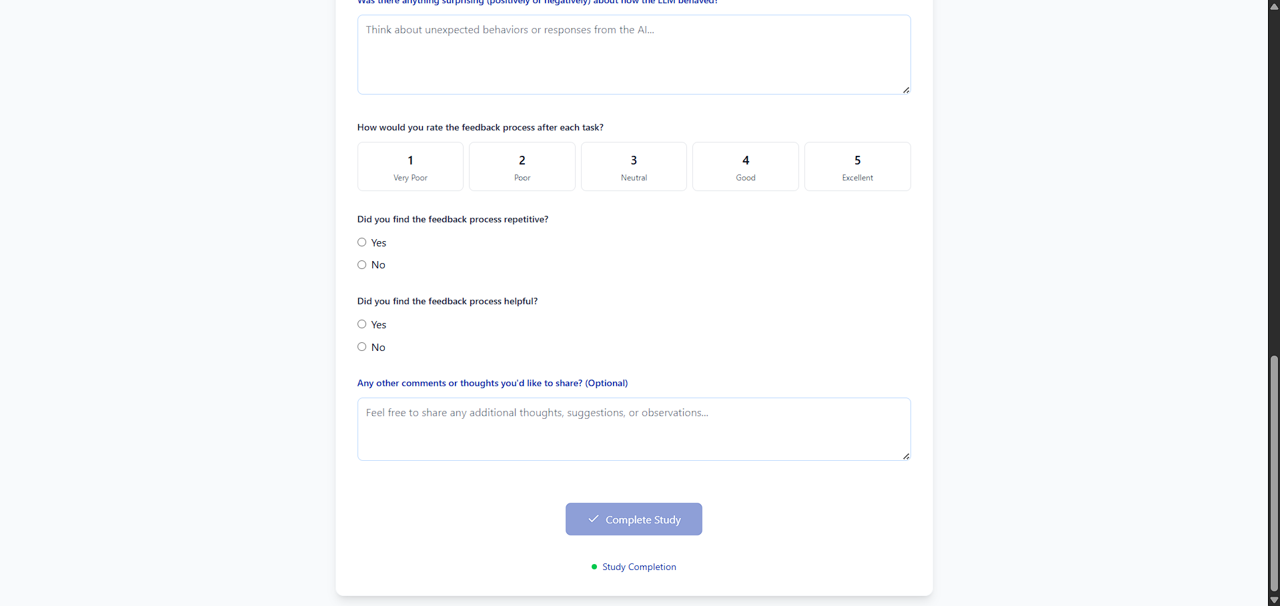 Was there anything surprising (positively or negatively) about how the LLM behaved?
Think about unexpected behaviors or responses from the AI...
How would you rate the feedback process after each task?
1
Very Poor
2
Poor
3
Neutral
4
Good
5
Excellent
Did you find the feedback process repetitive?
Yes
No
Did you find the feedback process helpful?
Yes
No
Any other comments or thoughts you'd like to share? (Optional)
Feel free to share any additional thoughts, suggestions, or observations...
Complete Study
Study Completion